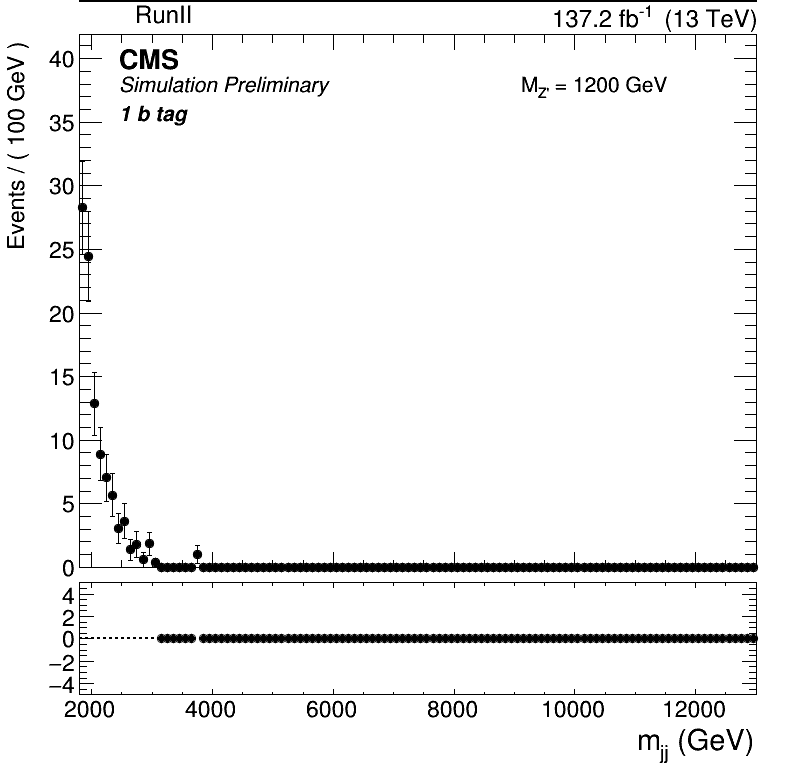 RunII 137.2 fb-1 (13 TeV)
Events / ( 100 GeV )
CMS
Simulation Preliminary
MZ' = 1200 GeV
1 b tag
40
35
30
25
20
15
10
5
0
4
2
0
−2
−4
2000 4000 6000 8000 10000 12000
mjj (GeV)